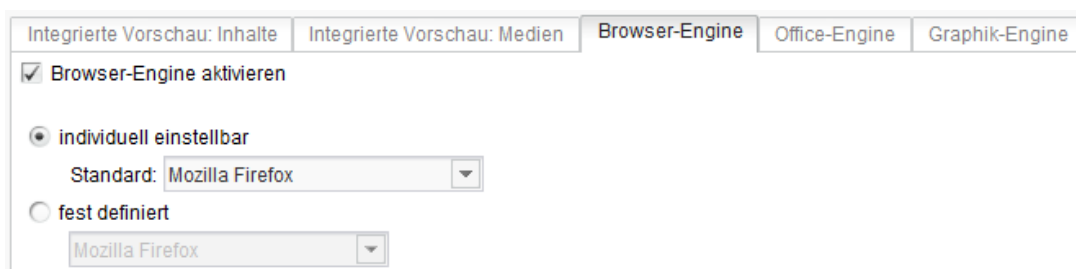 Integrierte Vorschau: Inhalte Integrierte Vorschau: Medien Browser-Engine Office-Engine Graphik-Engine
Browser-Engine aktivieren
individuell einstellbar
Standard: Mozilla Firefox
fest definiert
Mozilla Firefox